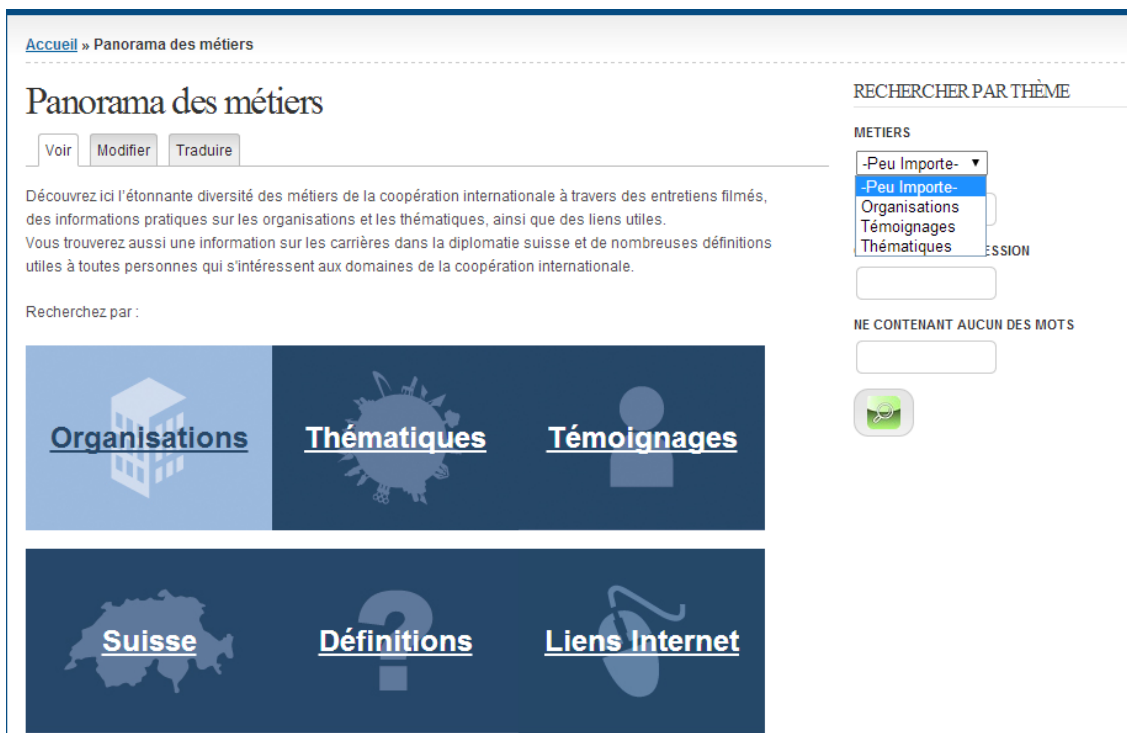 Accueil » Panorama des métiers
Panorama des métiers
Voir Modifier Traduire
Découvrez ici l'étonnante diversité des métiers de la coopération internationale à travers des entretiens filmés,
des informations pratiques sur les organisations et les thématiques, ainsi que des liens utiles.
Vous trouverez aussi une information sur les carrières dans la diplomatie suisse et de nombreuses définitions
utiles à toutes personnes qui s'intéressent aux domaines de la coopération internationale.
Recherchez par :
Organisations Thématiques Témoignages
Suisse Définitions Liens Internet
RECHERCHER PAR THÈME
METIERS
-Peu Importe-
-Peu Importe-
Organisations
Témoignages
Thématiques
NE CONTENANT AUCUN DES MOTS